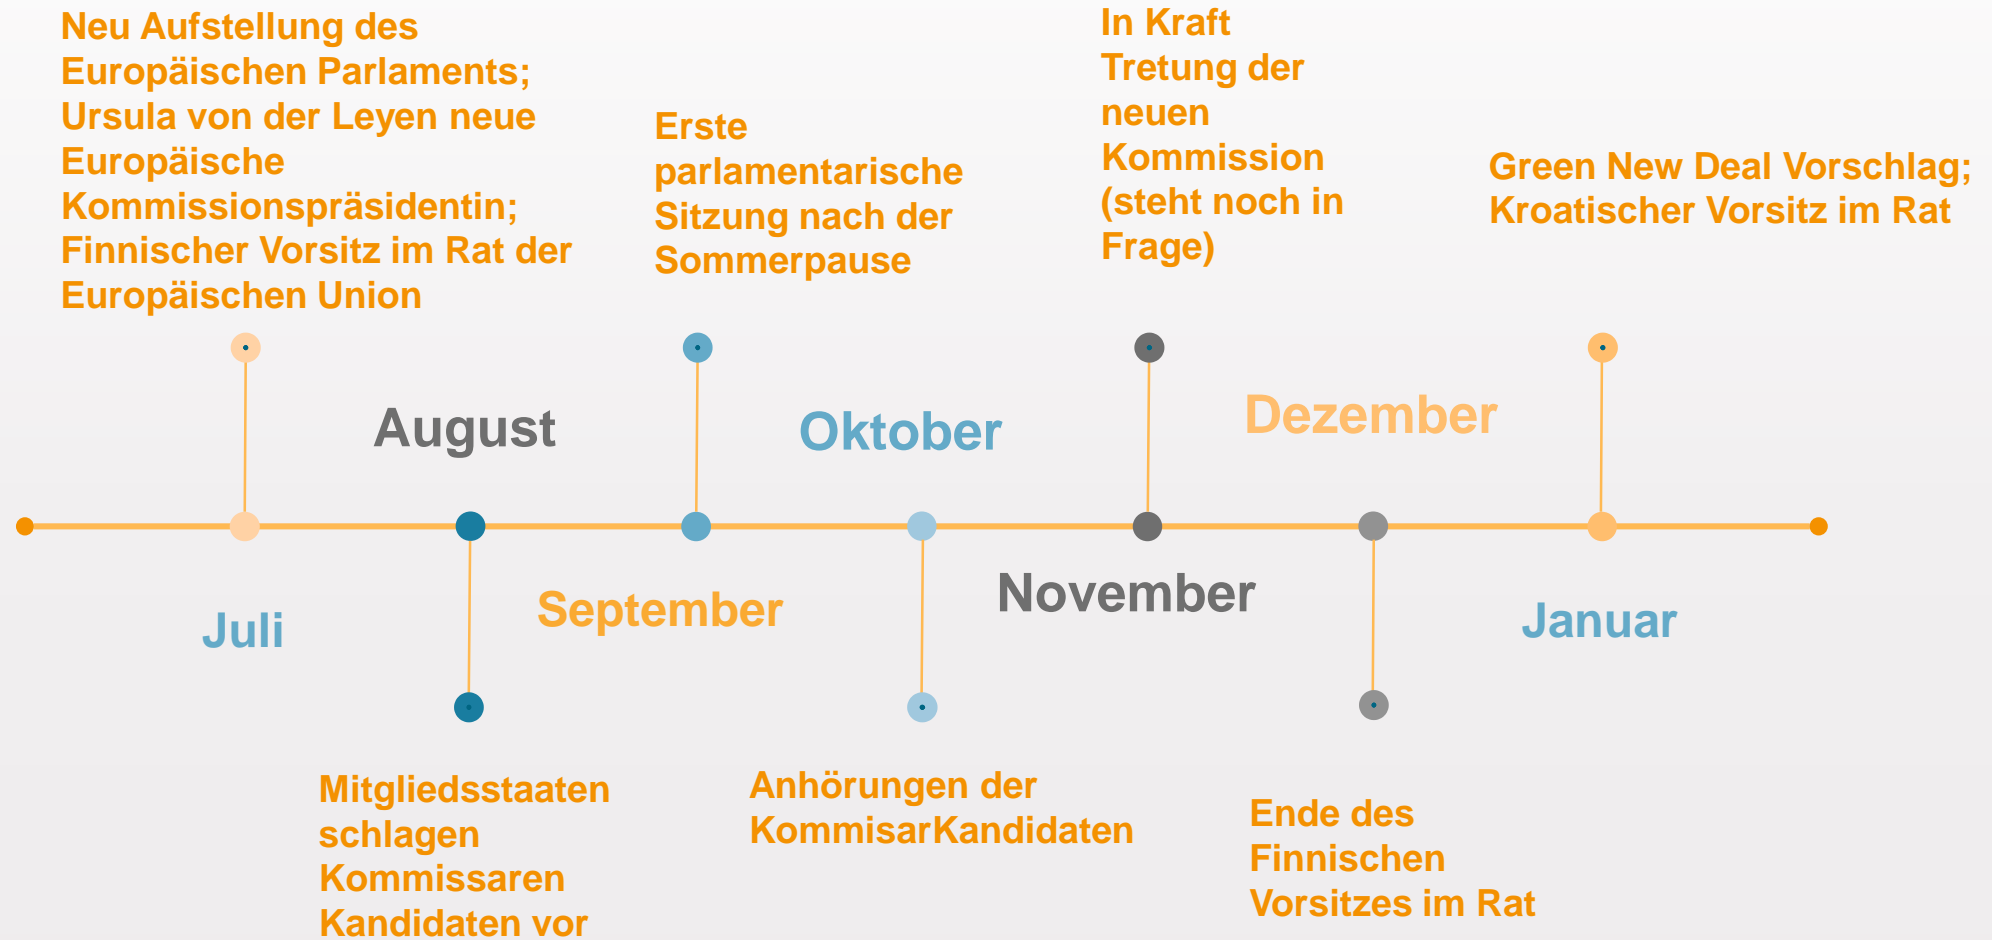 Neu Aufstellung des
Europäischen Parlaments;
Ursula von der Leyen neue
Europäische
Kommissionspräsidentin;
Finnischer Vorsitz im Rat der
Europäischen Union
Erste
parlamentarische
Sitzung nach der
Sommerpause
In Kraft
Tretung der
neuen
Kommission
(steht noch in
Frage)
Green New Deal Vorschlag;
Kroatischer Vorsitz im Rat
August
Oktober
Dezember
Juli
September
November
Januar
Mitgliedsstaaten
schlagen
Kommissaren
Kandidaten vor
Anhörungen der
KommisarKandidaten
Ende des
Finnischen
Vorsitzes im Rat